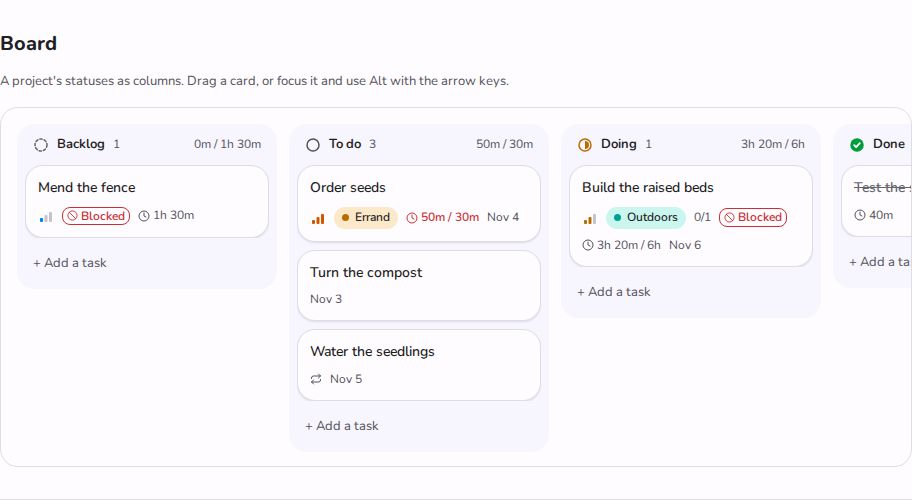 Board
A project's statuses as columns. Drag a card, or focus it and use Alt with the arrow keys.
Backlog 1 0m / 1h 30m
Mend the fence
Blocked 1h 30m
+ Add a task
To do 3 50m / 30m
Order seeds
Errand 50m / 30m Nov 4
Turn the compost
Nov 3
Water the seedlings
Nov 5
+ Add a task
Doing 1 3h 20m / 6h
Build the raised beds
Outdoors 0/1 Blocked
3h 20m / 6h Nov 6
+ Add a task
Done
Test the
40m
+ Add a